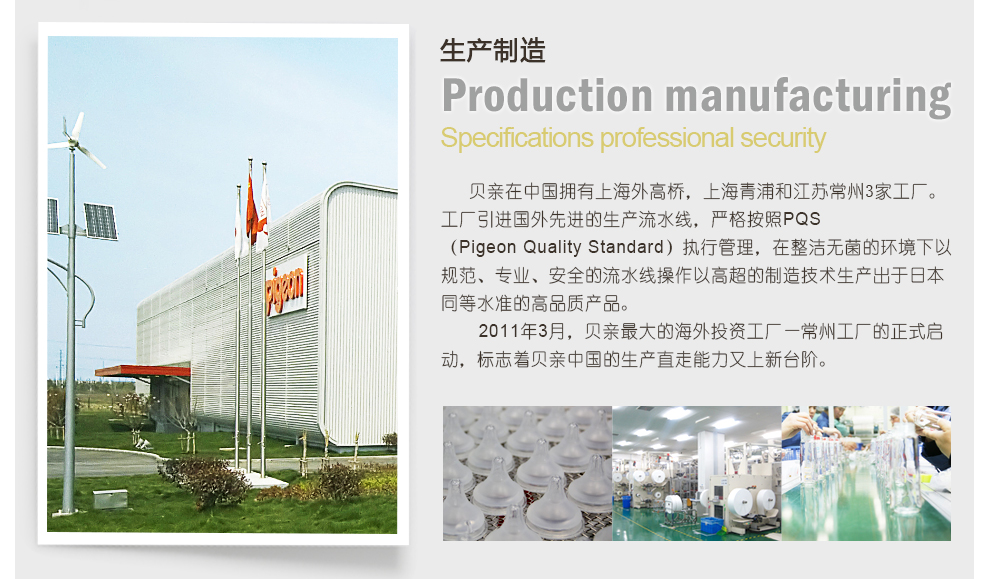 pigeon
生产制造
Production manufacturing
Specifications professional security
贝亲在中国拥有上海外高桥，上海青浦和江苏常州3家工厂。
工厂引进国外先进的生产流水线，严格按照PQS
（Pigeon Quality Standard）执行管理，在整洁无菌的环境下以
规范、专业、安全的流水线操作以高超的制造技术生产出于日本
同等水准的高品质产品。
2011年3月，贝亲最大的海外投资工厂—常州工厂的正式启
动，标志着贝亲中国的生产直走能力又上新台阶。